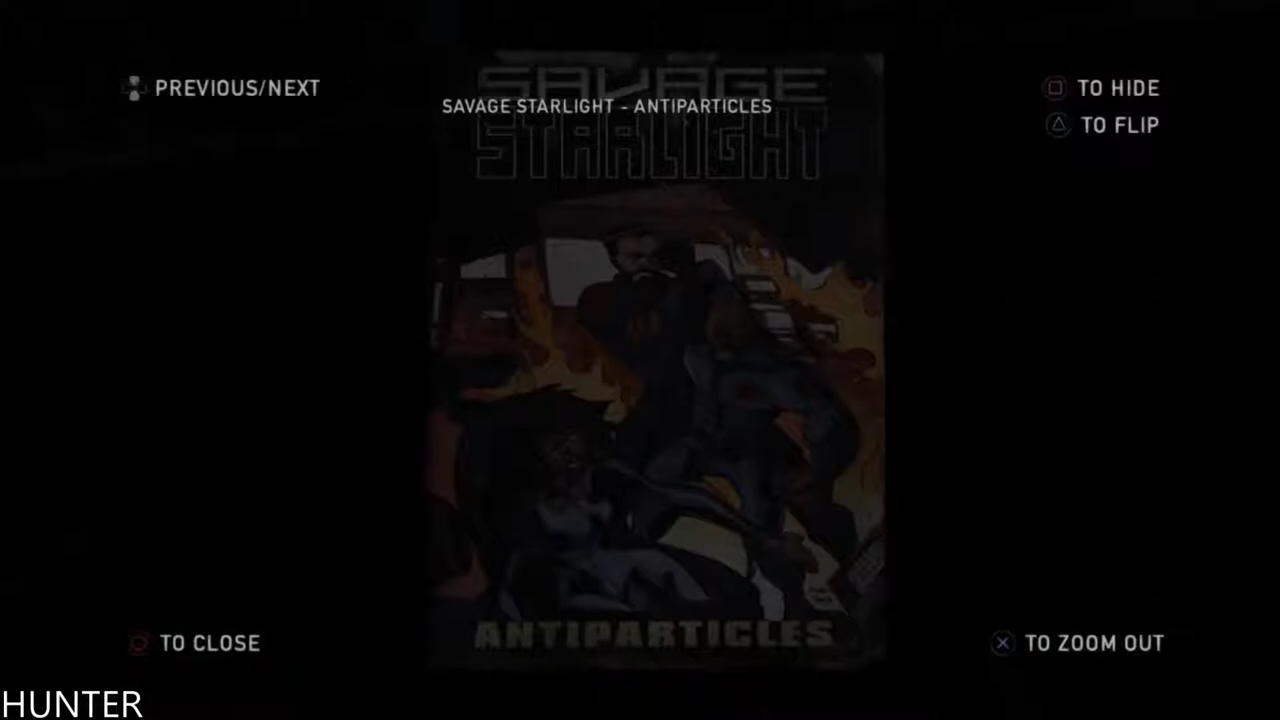 PREVIOUS/NEXT
TO HIDE
TO FLIP
SAVAGE
SAVAGE STARLIGHT - ANTIPARTICLES
STARLIGHT
ANTIPARTICLES
TO CLOSE
TO ZOOM OUT
HUNTER